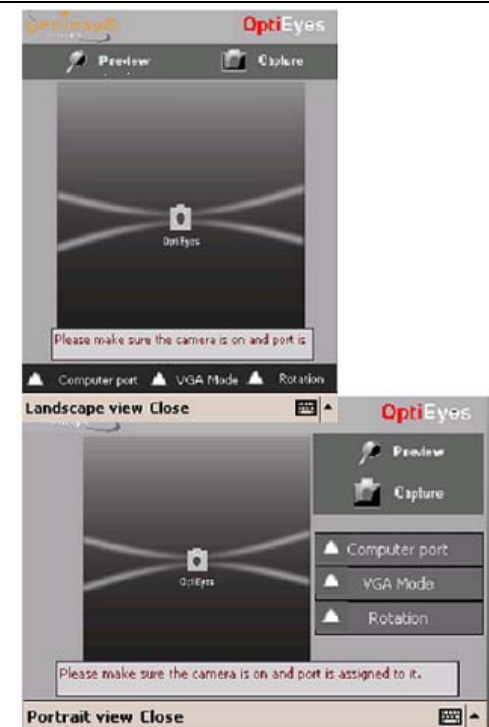 OptiEyes
Preview Capture
OptiEyes
Please make sure the camera is on and port is
Computer port VGA Mode Rotation
Landscape view Close
OptiEyes
Preview
Capture
Computer port
OptiEyes
VGA Mode
Rotation
Please make sure the camera is on and port is assigned to it.
Portrait view Close